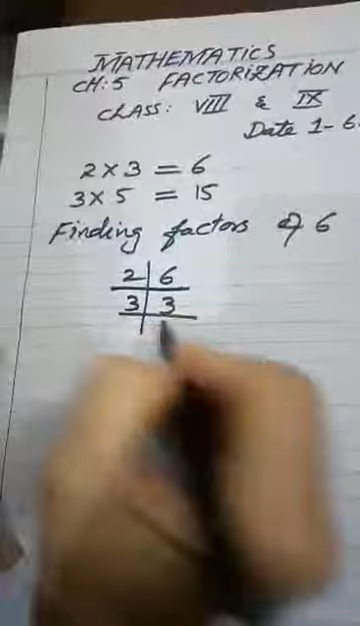 MATHEMATICS
CH:5 FACTORIZATION
CLASS: VIII & IX
Date 1-6
2 × 3 = 6
3 × 5 = 15
Finding factors of 6
2 | 6
3 | 3